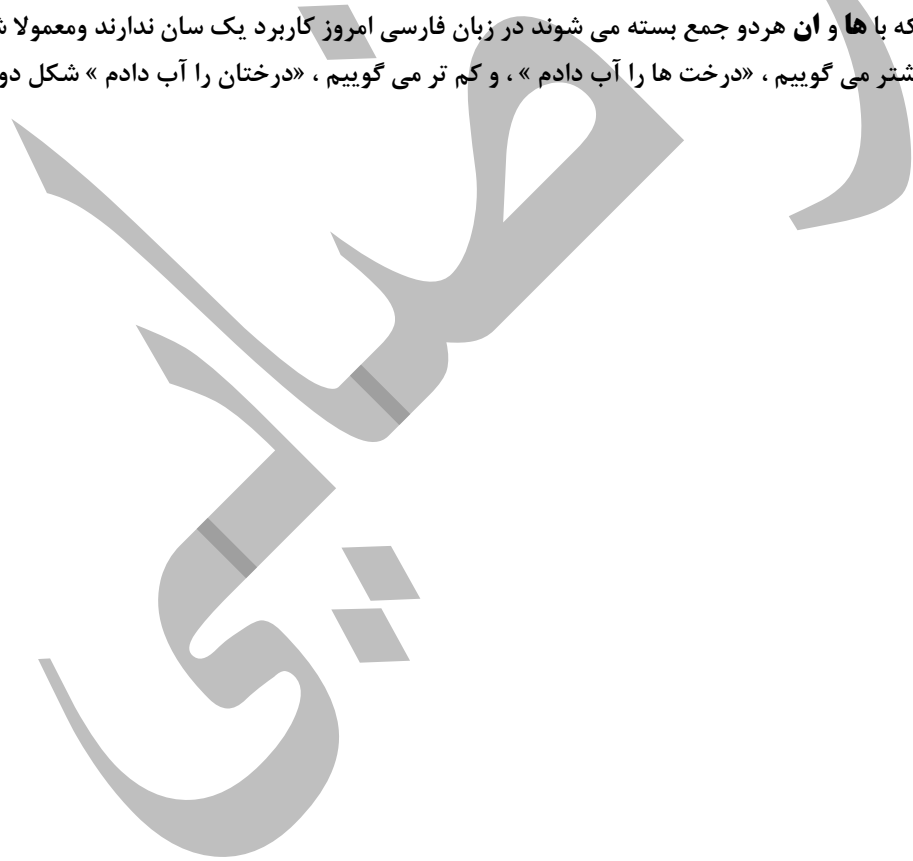 که با ها و ان هردو جمع بسته می شوند در زبان فارسی امروز کاربرد یک سان ندارند ومعمولا
شتر می گوییم ، «درخت ها را آب دادم » ، و کم تر می گوییم ، «درختان را آب دادم » شکل دو